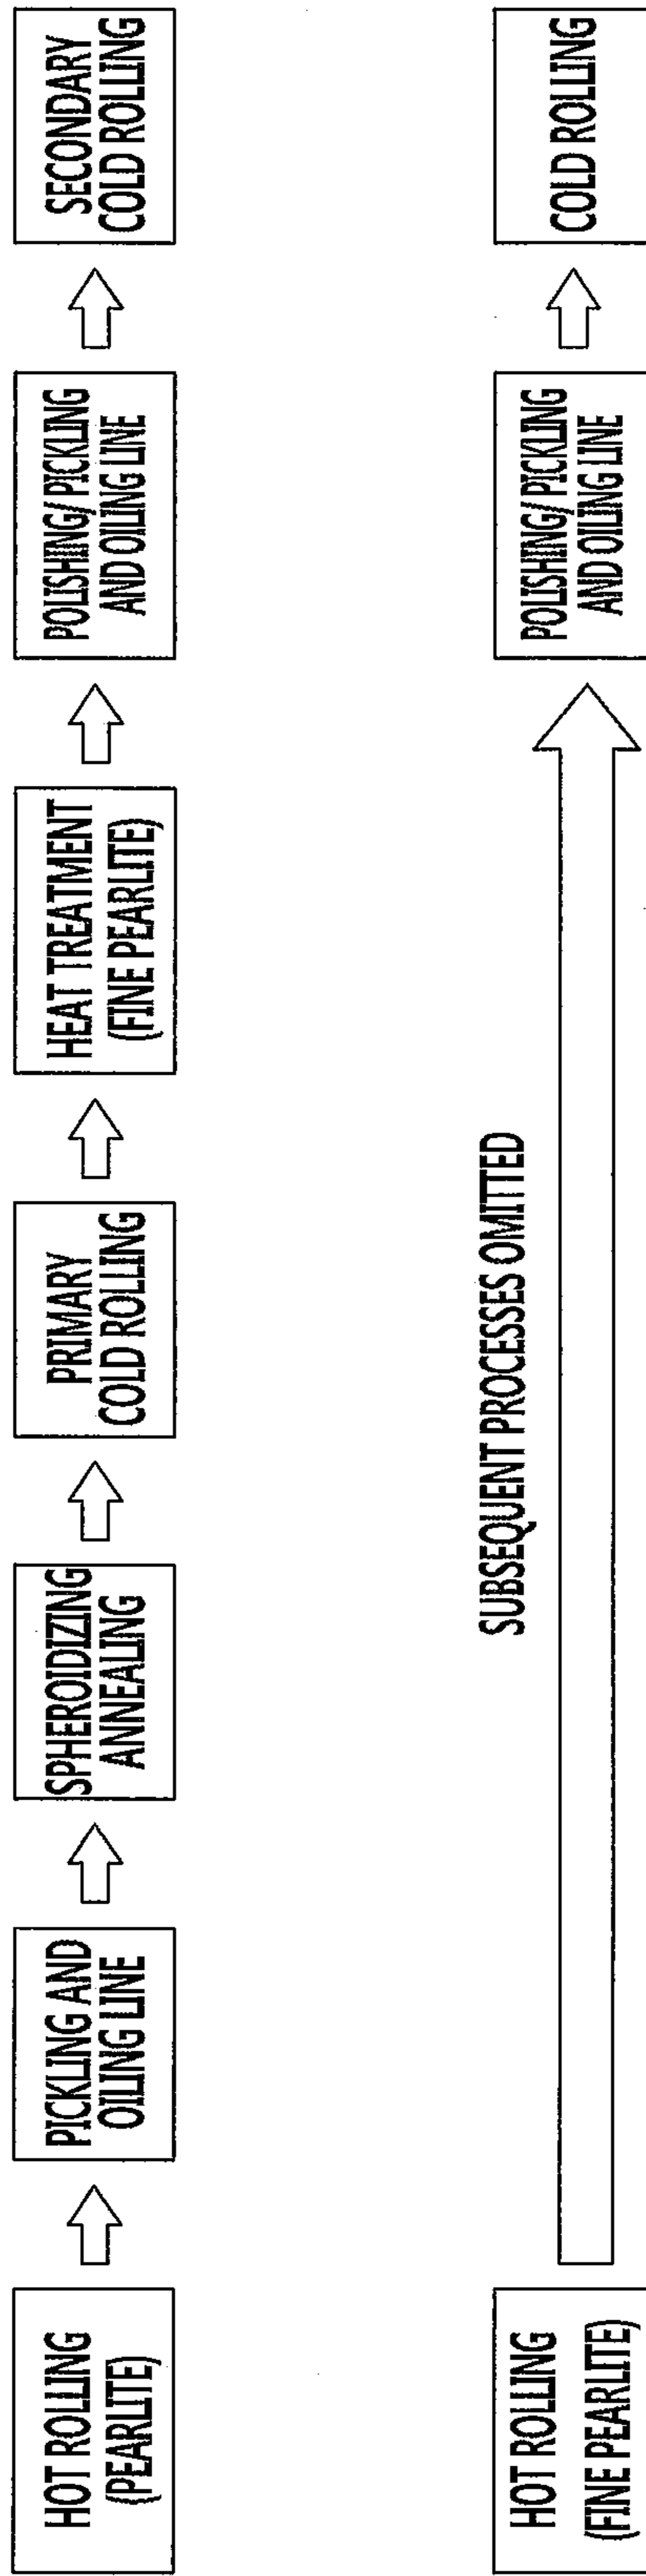 HOT ROLLING
(PEARLITE)
PICKLING AND
OILING LINE
SPHEROIDIZING
ANNEALING
PRIMARY
COLD ROLLING
HEAT TREATMENT
(FINE PEARLITE)
POLISHING/PICKLING
AND OILING LINE
SECONDARY
COLD ROLLING
HOT ROLLING
(FINE PEARLITE)
SUBSEQUENT PROCESSES OMITTED
POLISHING/PICKLING
AND OILING LINE
COLD ROLLING